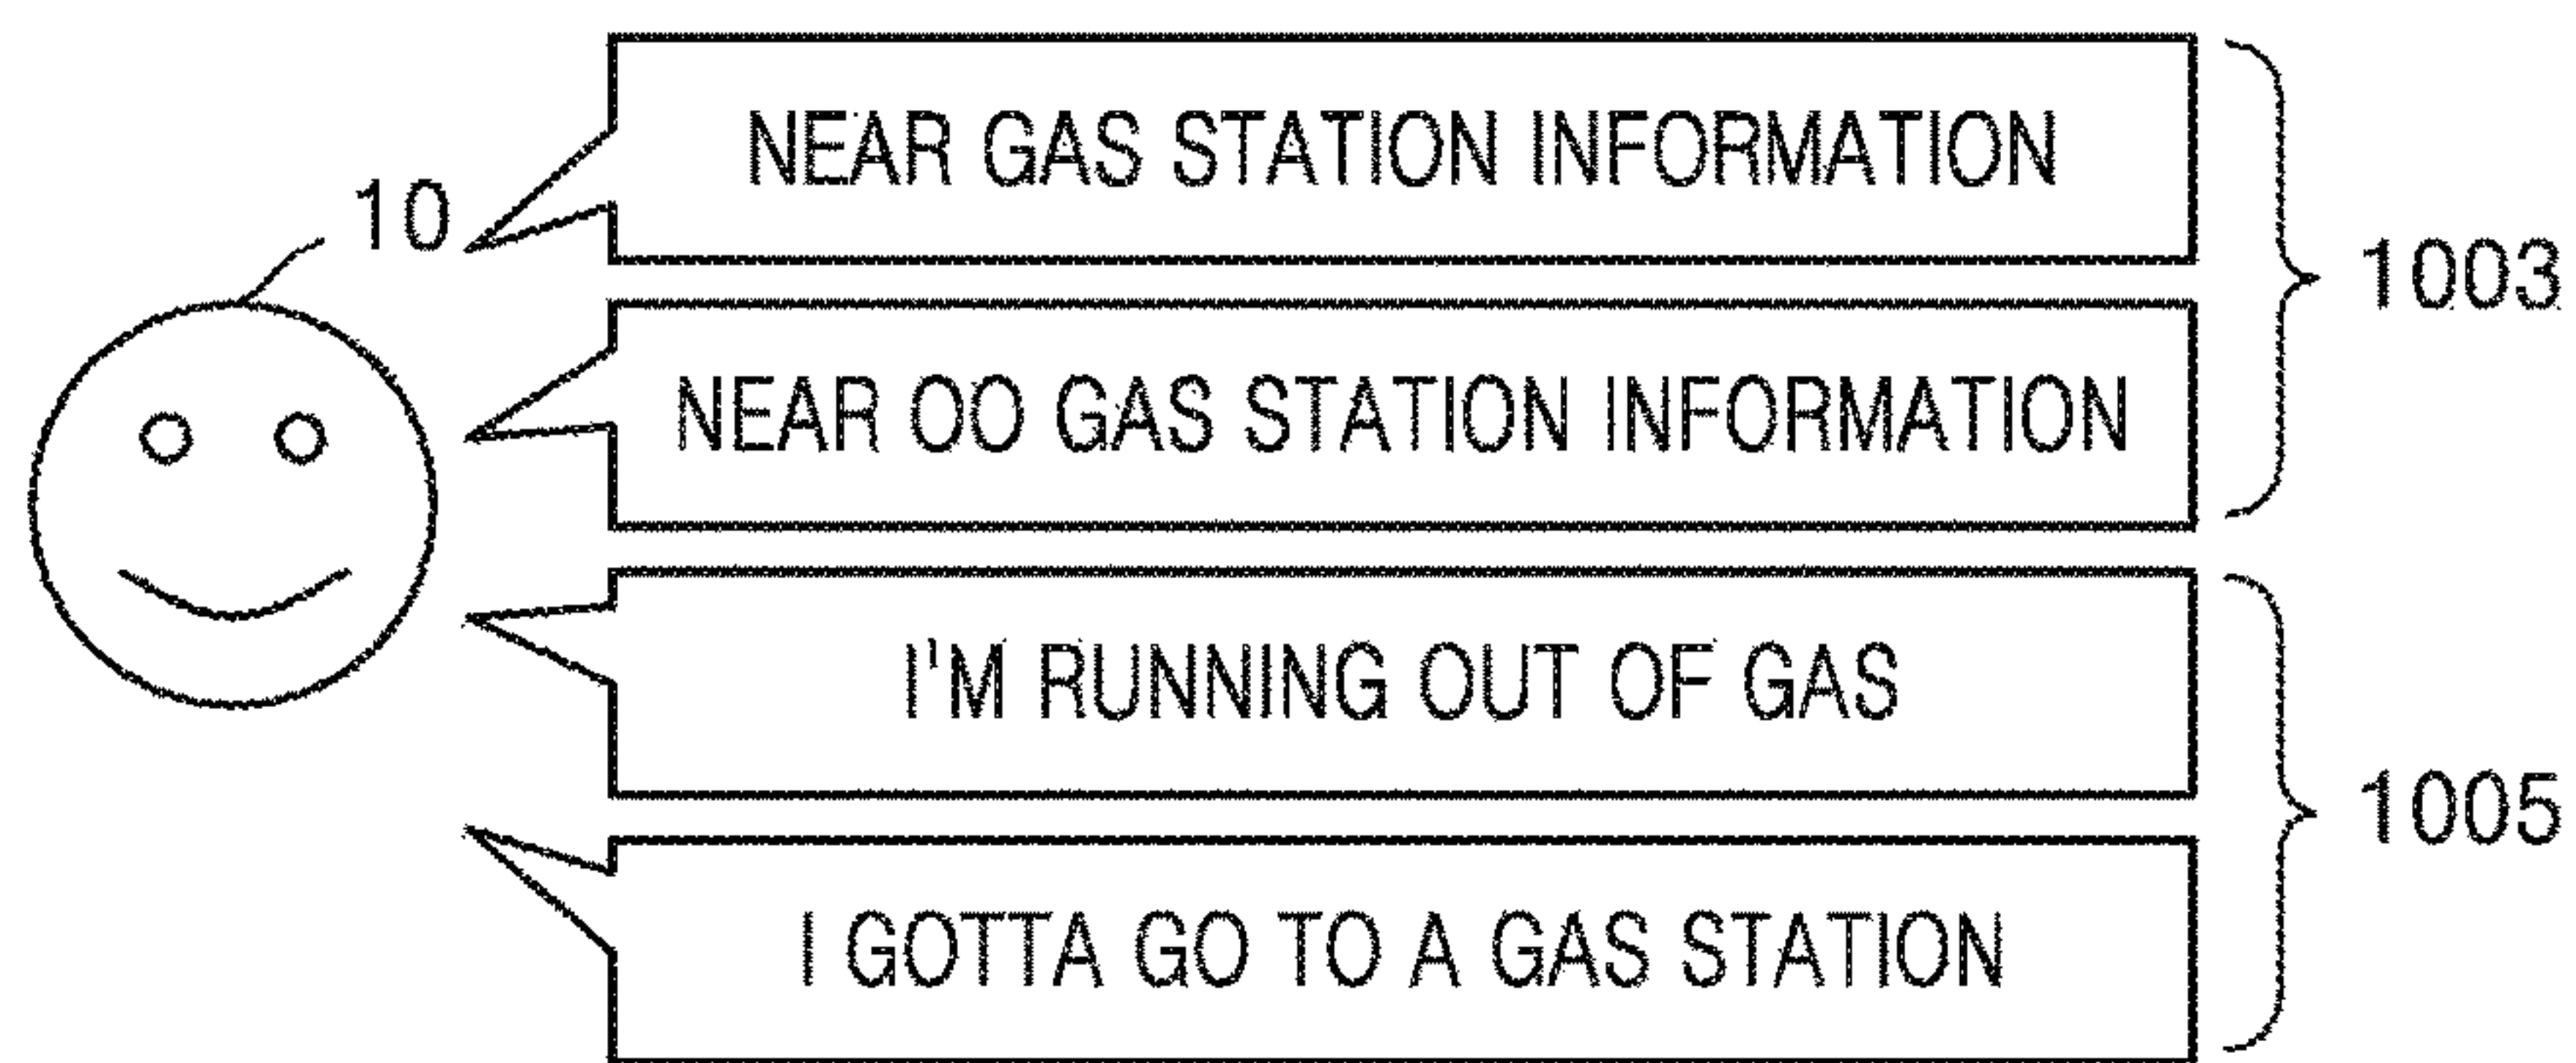 NEAR GAS STATION INFORMATION
10
1003
NEAR OO GAS STATION INFORMATION
I'M RUNNING OUT OF GAS
1005
I GOTTA GO TO A GAS STATION